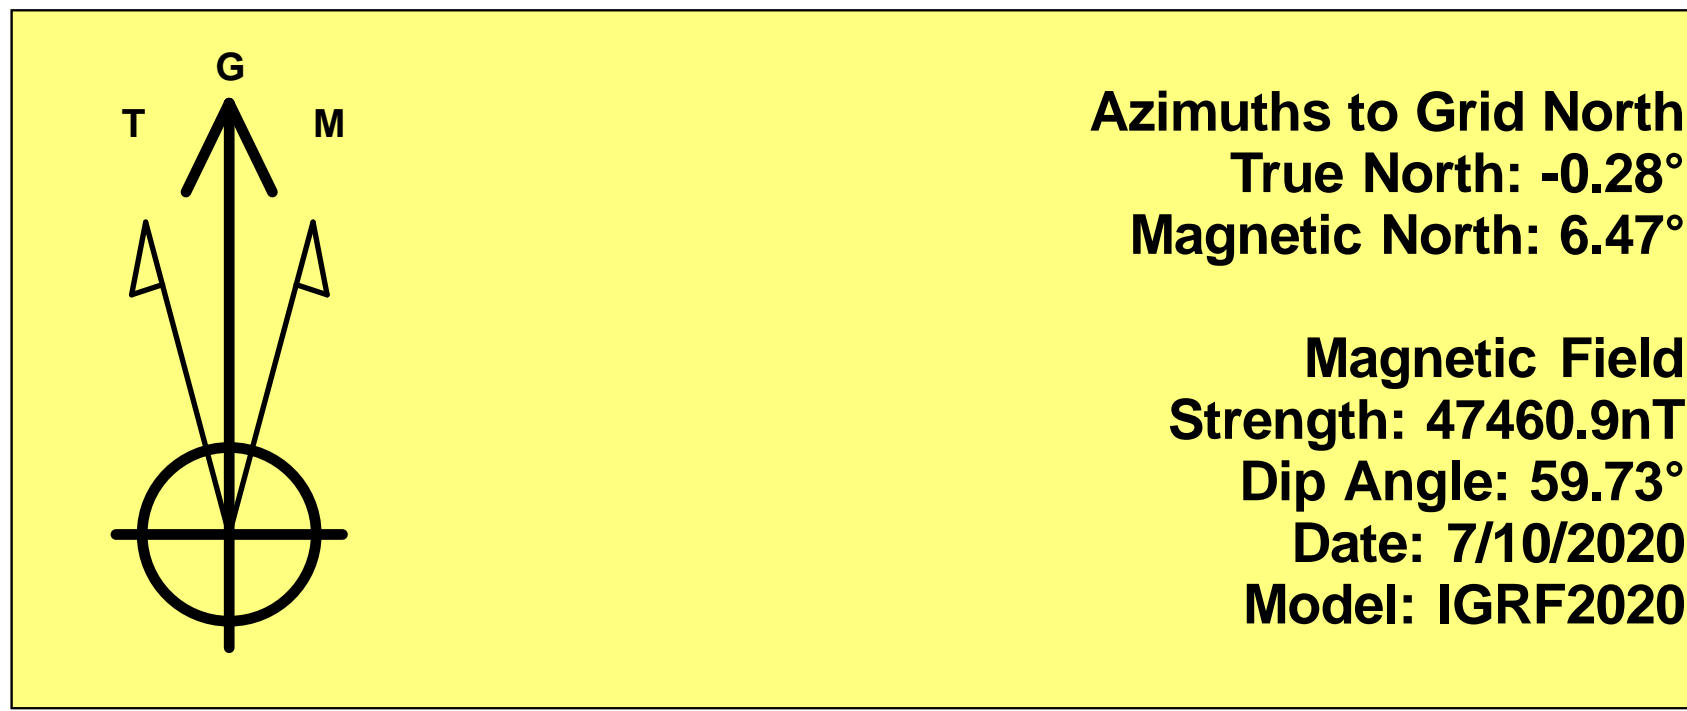 G
T M
Azimuths to Grid North
True North: -0.28°
Magnetic North: 6.47°
Magnetic Field
Strength: 47460.9nT
Dip Angle: 59.73°
Date: 7/10/2020
Model: IGRF2020